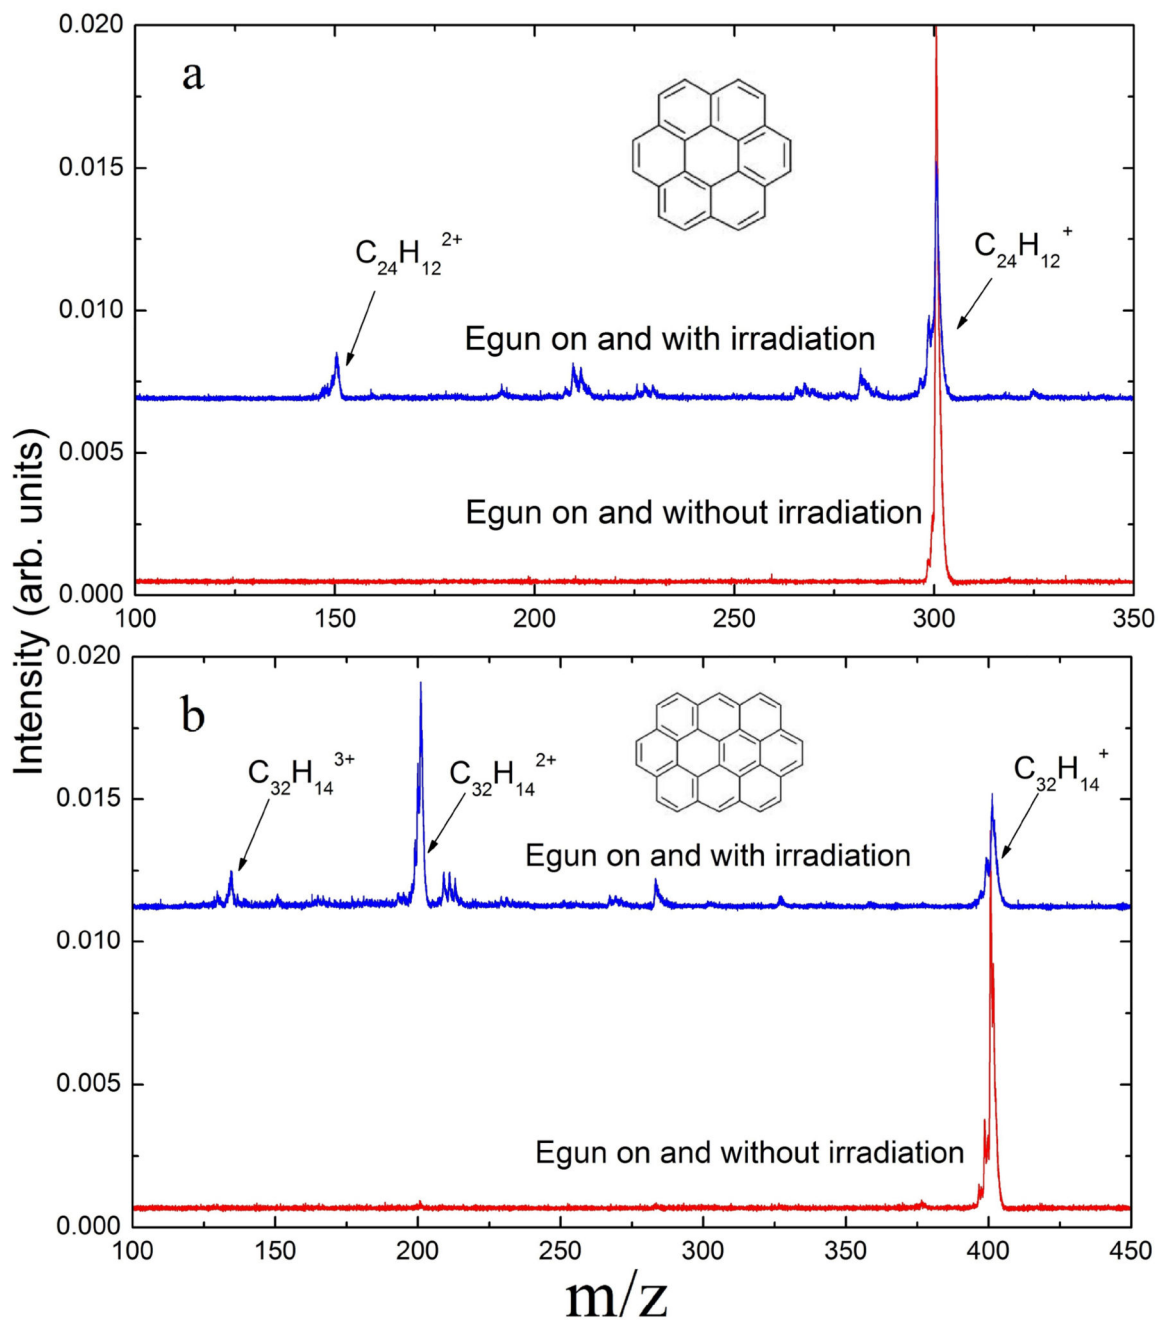 0.020
a
0.015
C24H12 2+
C24H12 +
0.010
Egun on and with irradiation
0.005
Egun on and without irradiation
0.000
100 150 200 250 300 350
Intensity (arb. units)
0.020
b
C32H14 3+
C32H14 2+
C32H14 +
0.015
Egun on and with irradiation
0.010
0.005
Egun on and without irradiation
0.000
100 150 200 250 300 350 400 450
m/z